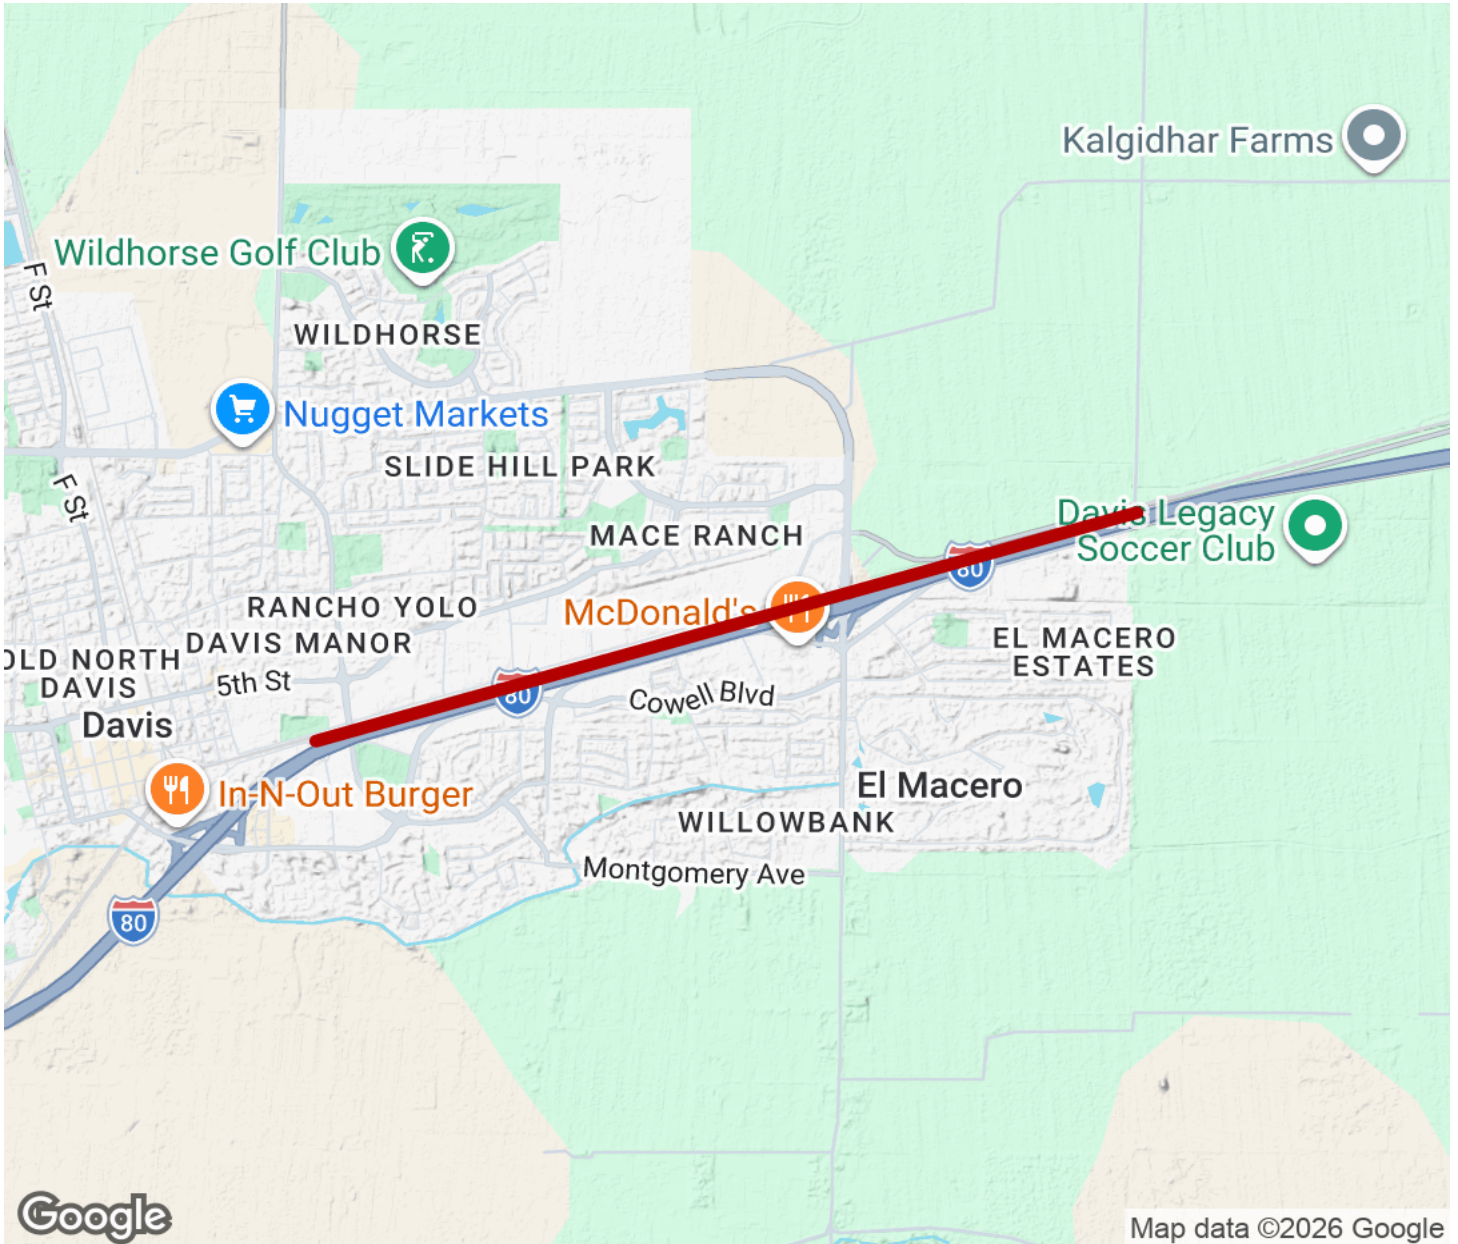 Kalgidhar Farms
Wildhorse Golf Club
F St
WILDHORSE
Nugget Markets
SLIDE HILL PARK
F St
Davis Legacy
Soccer Club
MACE RANCH
80
RANCHO YOLO
McDonald's
DAVIS MANOR
EL MACERO
ESTATES
OLD NORTH
DAVIS
5th St
80
Cowell Blvd
Davis
In-N-Out Burger
El Macero
WILLOWBANK
Montgomery Ave
80
Google
Map data ©2026 Google